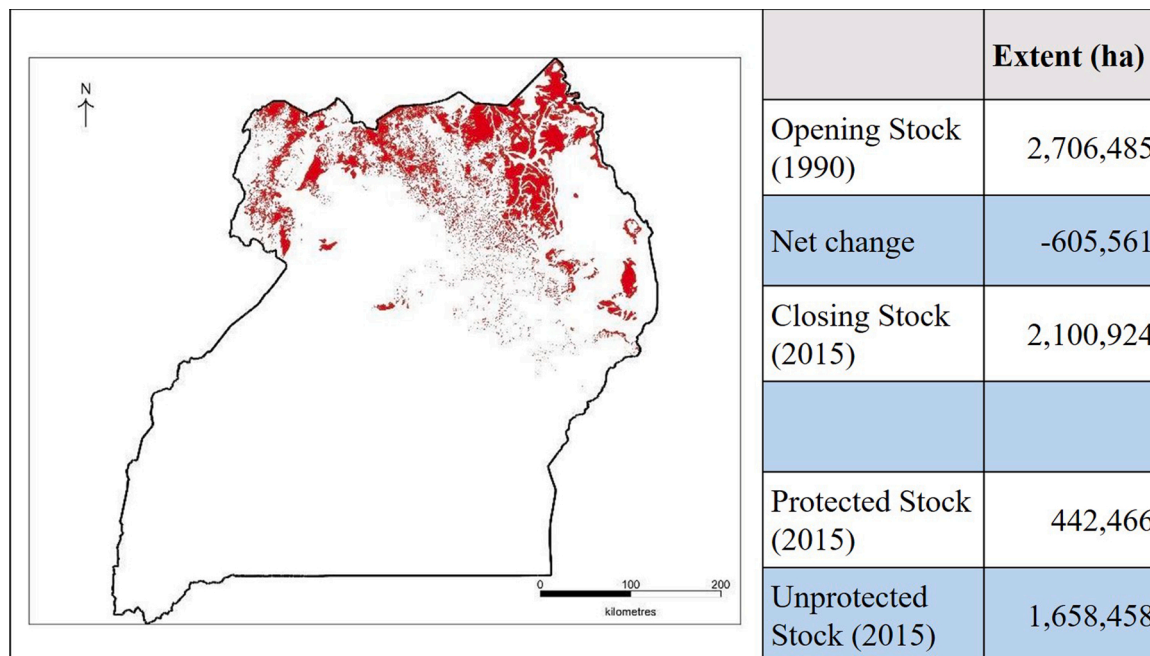 N
0 100 200
kilometres
Extent (ha)
Opening Stock
(1990)
2,706,485
Net change
-605,561
Closing Stock
(2015)
2,100,924
Protected Stock
(2015)
442,466
Unprotected
Stock (2015)
1,658,458